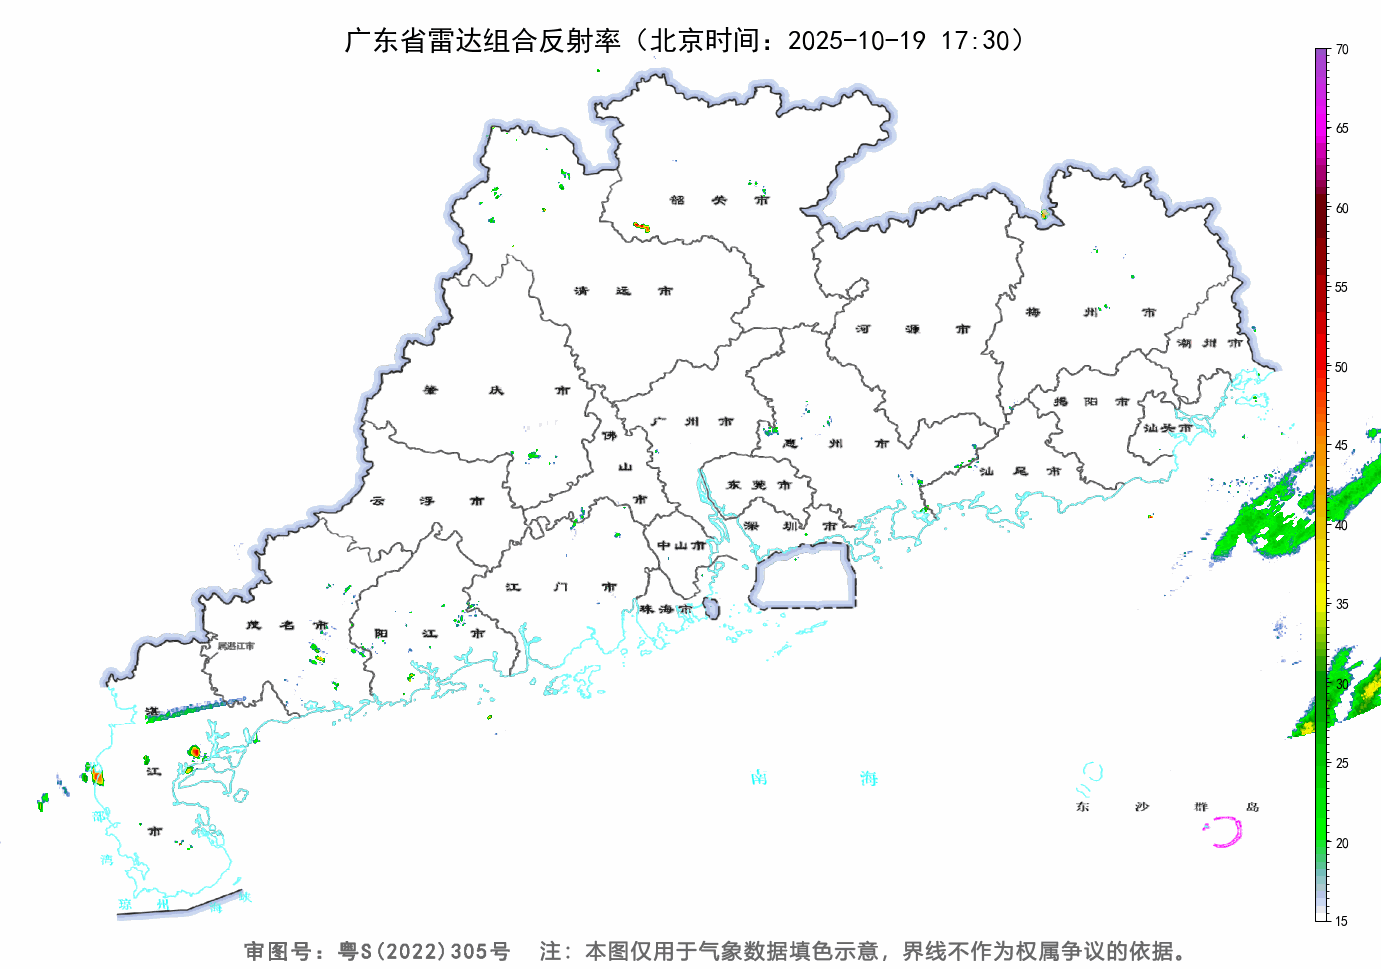 广东省雷达组合反射率（北京时间：2025-10-19 17:30）
70
65
60
55
50
45
40
35
30
25
20
15
韶关市
清远市
河源市
梅州市
潮州市
肇庆市
广州市
佛山市
惠州市
揭阳市
汕头市
汕尾市
云浮市
东莞市
深圳市
中山市
江门市
珠海市
茂名市
阳江市
属湛江市
湛江市
南海
东沙群岛
湾
琼州海峡
审图号：粤S(2022)305号 注：本图仅用于气象数据填色示意，界线不作为权属争议的依据。